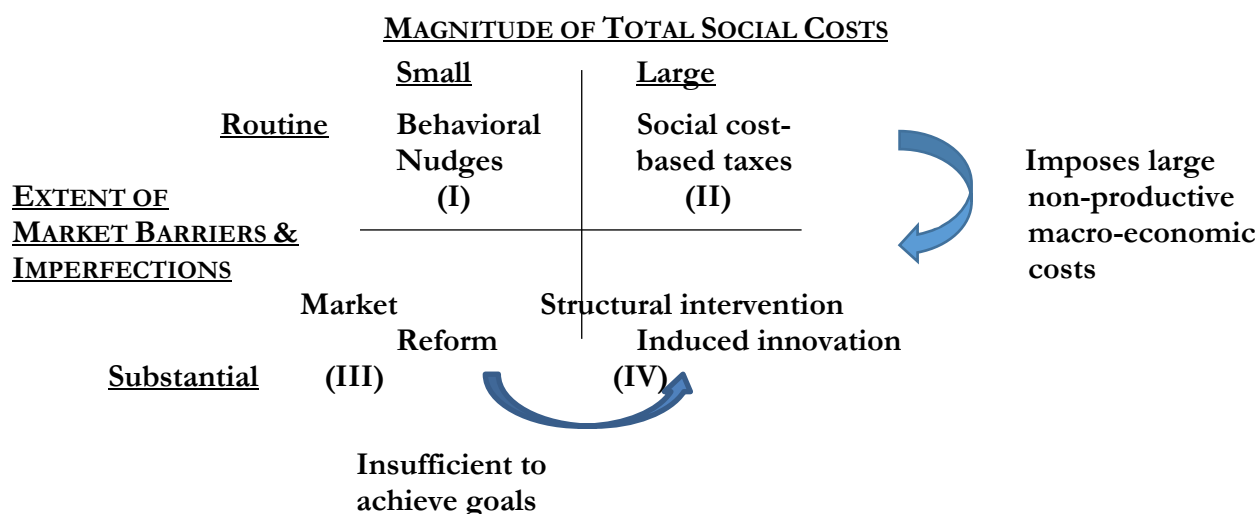 MAGNITUDE OF TOTAL SOCIAL COSTS
Small Large
Routine Behavioral Social cost-
Nudges based taxes
(I) (II)
Imposes large
non-productive
macro-economic
costs
EXTENT OF
MARKET BARRIERS &
IMPERFECTIONS
Market Structural intervention
Reform Induced innovation
Substantial (III) (IV)
Insufficient to
achieve goals